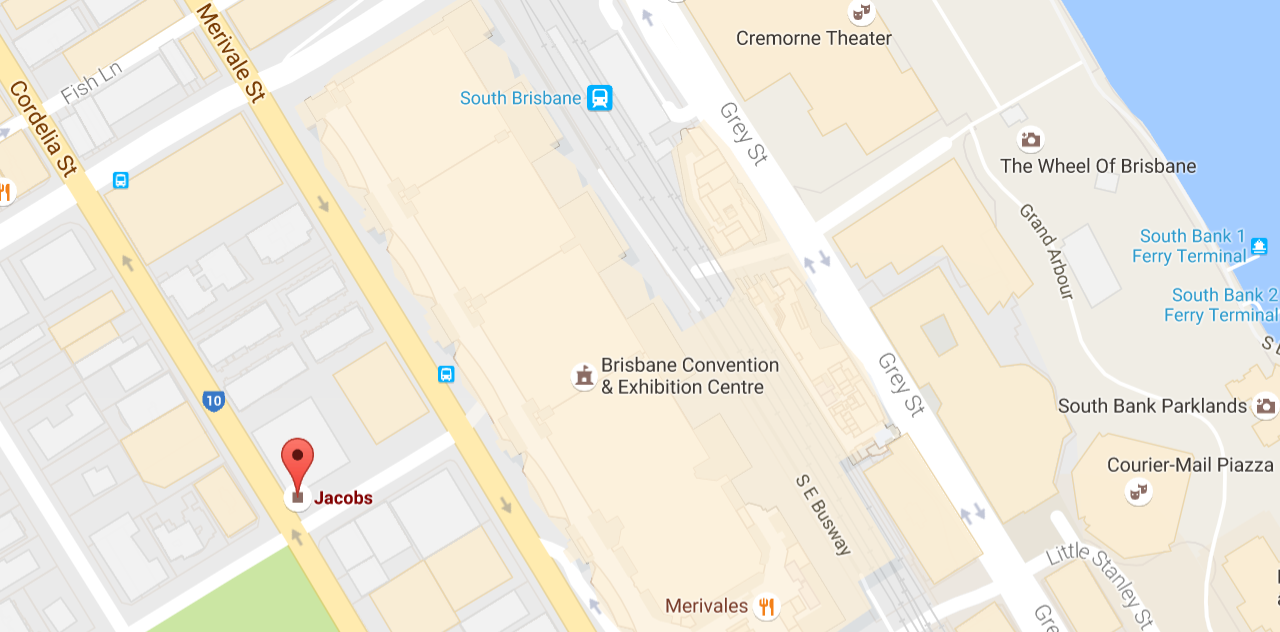 Merivale St
Cordelia St
Fish Ln
South Brisbane
Cremorne Theater
Grey St
The Wheel Of Brisbane
Grand Arbour
South Bank 1
Ferry Terminal
South Bank 2
Ferry Terminal
S
10
Brisbane Convention
& Exhibition Centre
Grey St
South Bank Parklands
Courier-Mail Piazza
Jacobs
S E Busway
Little Stanley St
Merivales
Grey